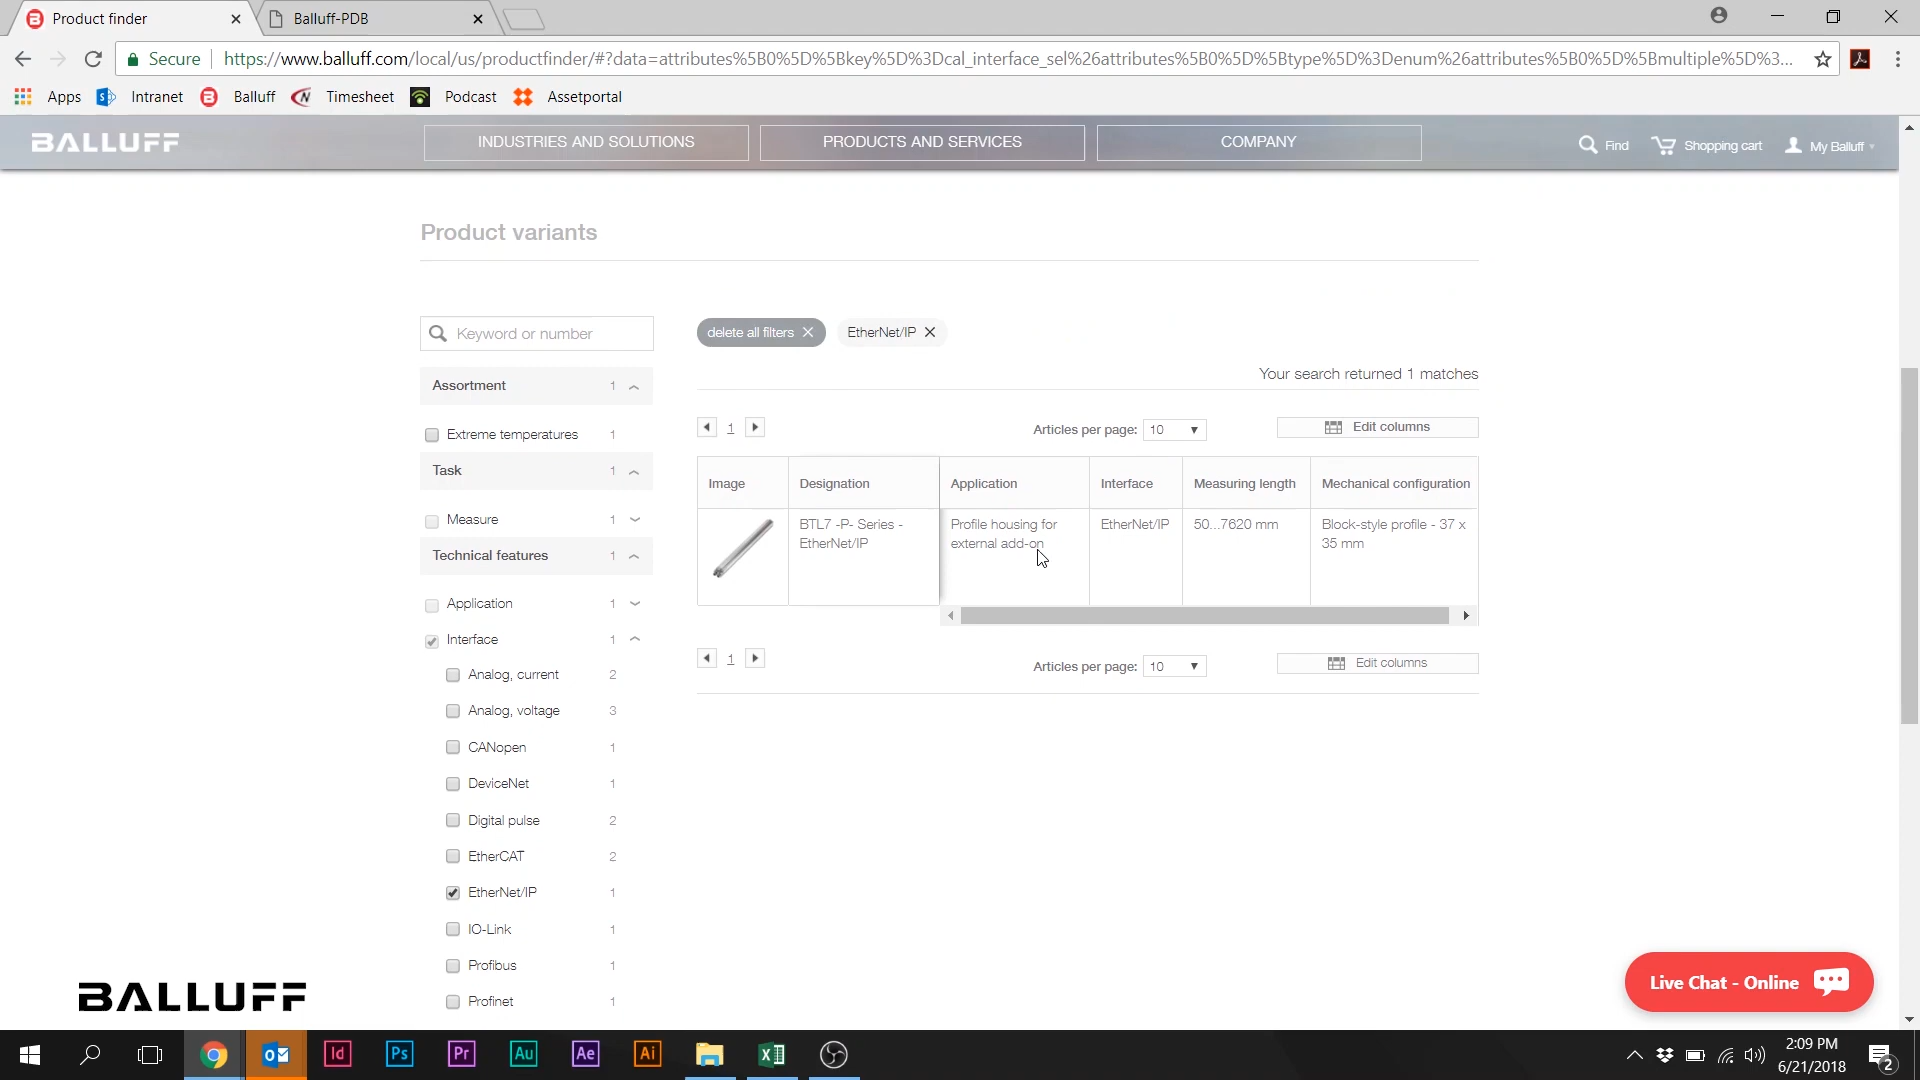 Product finder
Balluff-PDB
Secure
https://www.balluff.com/local/us/productfinder/#?data=attributes%5B0%5D%5Bkey%5D%3Dcal_interface_sel%26attributes%5B0%5D%5Btype%5D%3Denum%26attributes%5B0%5D%5Bmultiple%5D%3...
Apps
Intranet
Balluff
Timesheet
Podcast
Assetportal
BALLUFF
INDUSTRIES AND SOLUTIONS
PRODUCTS AND SERVICES
COMPANY
Find
Shopping cart
My Balluff
Product variants
Keyword or number
delete all filters
EtherNet/IP
Your search returned 1 matches
Assortment 1
Extreme temperatures 1
Task 1
Measure 1
Technical features 1
Application 1
Interface 1
Analog, current 2
Analog, voltage 3
CANopen 1
DeviceNet 1
Digital pulse 2
EtherCAT 2
EtherNet/IP 1
IO-Link 1
Profibus 1
Profinet 1
1
Articles per page: 10
Edit columns
Image
Designation
Application
Interface
Measuring length
Mechanical configuration
BTL7 -P- Series -
EtherNet/IP
Profile housing for
external add-on
EtherNet/IP
50...7620 mm
Block-style profile - 37 x
35 mm
1
Articles per page: 10
Edit columns
BALLUFF
Live Chat - Online
Id
Ps
Pr
Au
Ae
Ai
2:09 PM
6/21/2018
2